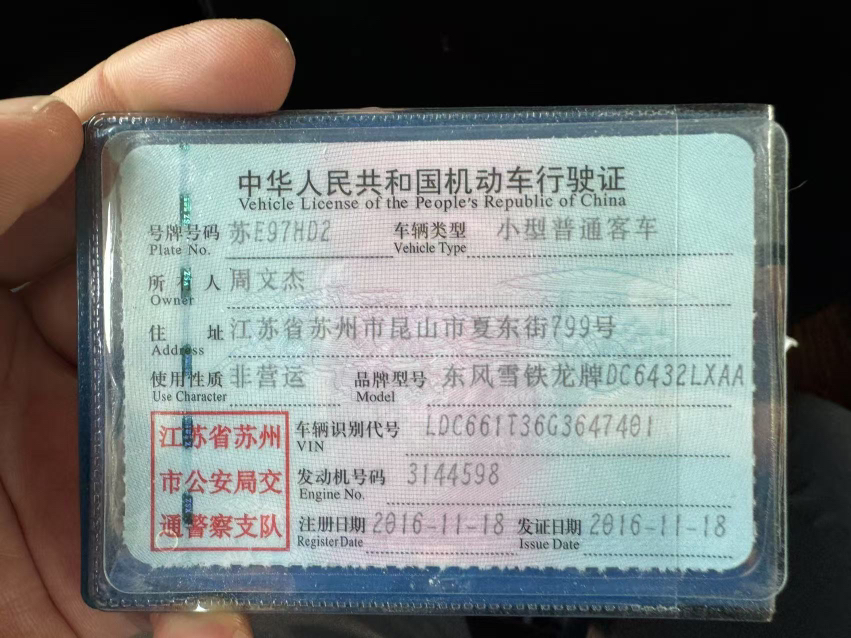 中华人民共和国机动车行驶证
Vehicle License of the People's Republic of China
号牌号码 苏E97HD2 车辆类型 小型普通客车
Plate No. Vehicle Type
所有人 周文杰
Owner
住址 江苏省苏州市昆山市夏东街799号
Address
使用性质 非营运 品牌型号 东风雪铁龙牌DC6432LXAA
Use Character Model
江苏省苏州
市公安局交
通警察支队
车辆识别代号 LDC661T36G3647401
VIN
发动机号码 3144598
Engine No.
注册日期 2016-11-18 发证日期 2016-11-18
Register Date Issue Date